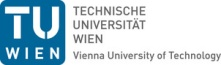 TU
WIEN
TECHNISCHE
UNIVERSITÄT
WIEN
Vienna University of Technology